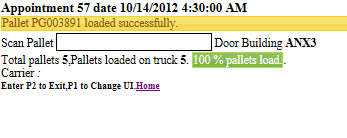 Appointment 57 date 10/14/2012 4:30:00 AM
Pallet PG003891 loaded successfully.
Scan Pallet Door Building ANX3
Total pallets 5,Pallets loaded on truck 5. 100 % pallets load..
Carrier :
Enter P2 to Exit,P1 to Change UI.Home